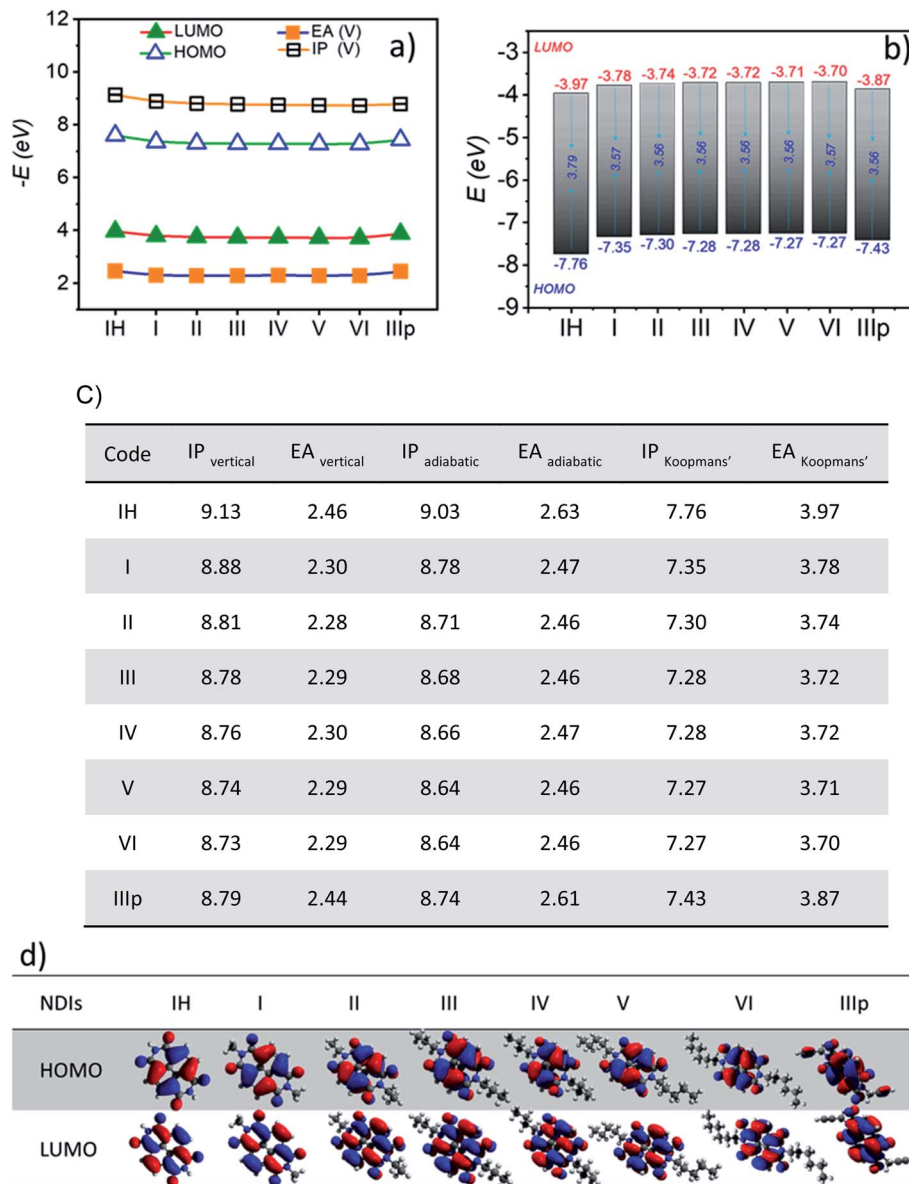 12
10
8
6
4
2
-E (eV)
LUMO
HOMO
EA (V)
IP (V)
a)
IH I II III IV V VI IIIp
b)
-3
-4
-5
-6
-7
-8
-9
E (eV)
LUMO
-3.97 -3.78 -3.74 -3.72 -3.72 -3.71 -3.70 -3.87
3.79 3.57 3.56 3.56 3.56 3.56 3.57 3.56
-7.76 -7.35 -7.30 -7.28 -7.28 -7.27 -7.27 -7.43
HOMO
IH I II III IV V VI IIIp
C)
Code IP vertical EA vertical IP adiabatic EA adiabatic IP Koopmans' EA Koopmans'
IH 9.13 2.46 9.03 2.63 7.76 3.97
I 8.88 2.30 8.78 2.47 7.35 3.78
II 8.81 2.28 8.71 2.46 7.30 3.74
III 8.78 2.29 8.68 2.46 7.28 3.72
IV 8.76 2.30 8.66 2.47 7.28 3.72
V 8.74 2.29 8.64 2.46 7.27 3.71
VI 8.73 2.29 8.64 2.46 7.27 3.70
IIIp 8.79 2.44 8.74 2.61 7.43 3.87
d)
NDIs IH I II III IV V VI IIIp
HOMO
LUMO